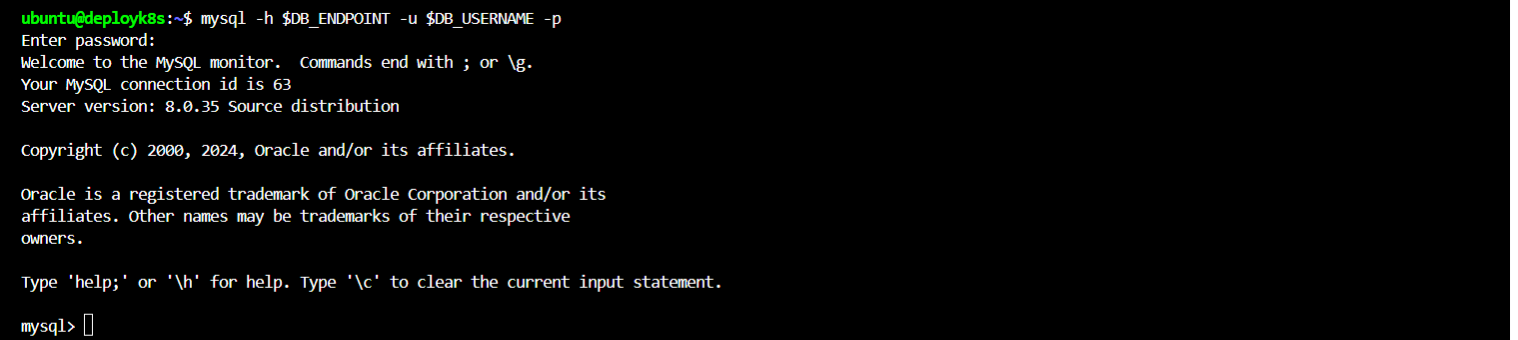 ubuntu@deployk8s:~$ mysql -h $DB_ENDPOINT -u $DB_USERNAME -p
Enter password:
Welcome to the MySQL monitor.  Commands end with ; or \g.
Your MySQL connection id is 63
Server version: 8.0.35 Source distribution
Copyright (c) 2000, 2024, Oracle and/or its affiliates.
Oracle is a registered trademark of Oracle Corporation and/or its
affiliates. Other names may be trademarks of their respective
owners.
Type 'help;' or '\h' for help. Type '\c' to clear the current input statement.
mysql>